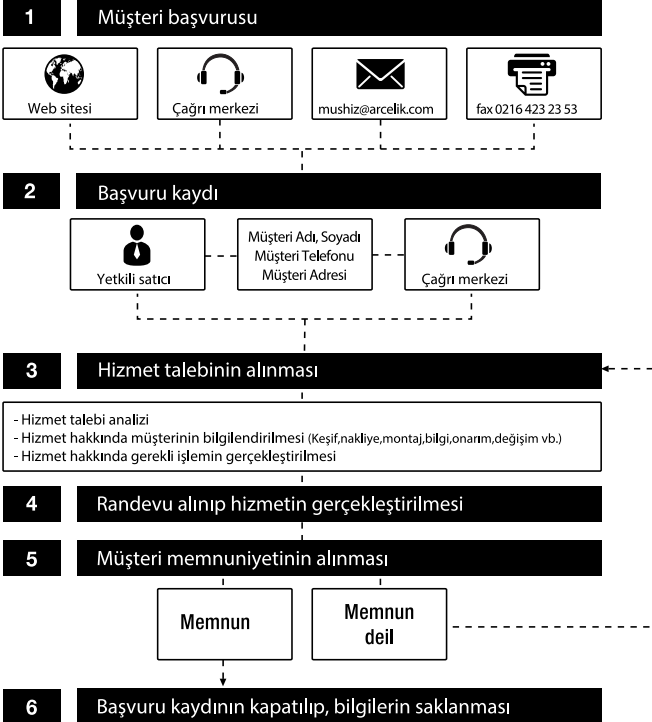 1 Müşteri başvurusu
Web sitesi
Çağrı merkezi
mushiz@arcelik.com
fax 0216 423 23 53
2 Başvuru kaydı
Yetkili satıcı
Müşteri Adı, Soyadı
Müşteri Telefonu
Müşteri Adresi
Çağrı merkezi
3 Hizmet talebinin alınması
- Hizmet talebi analizi
- Hizmet hakkında müşterinin bilgilendirilmesi (Keşif,nakliye,montaj,bilgi,onarım,değişim vb.)
- Hizmet hakkında gerekli işlemin gerçekleştirilmesi
4 Randevu alınıp hizmetin gerçekleştirilmesi
5 Müşteri memnuniyetinin alınması
Memnun
Memnun
deil
6 Başvuru kaydının kapatılıp, bilgilerin saklanması